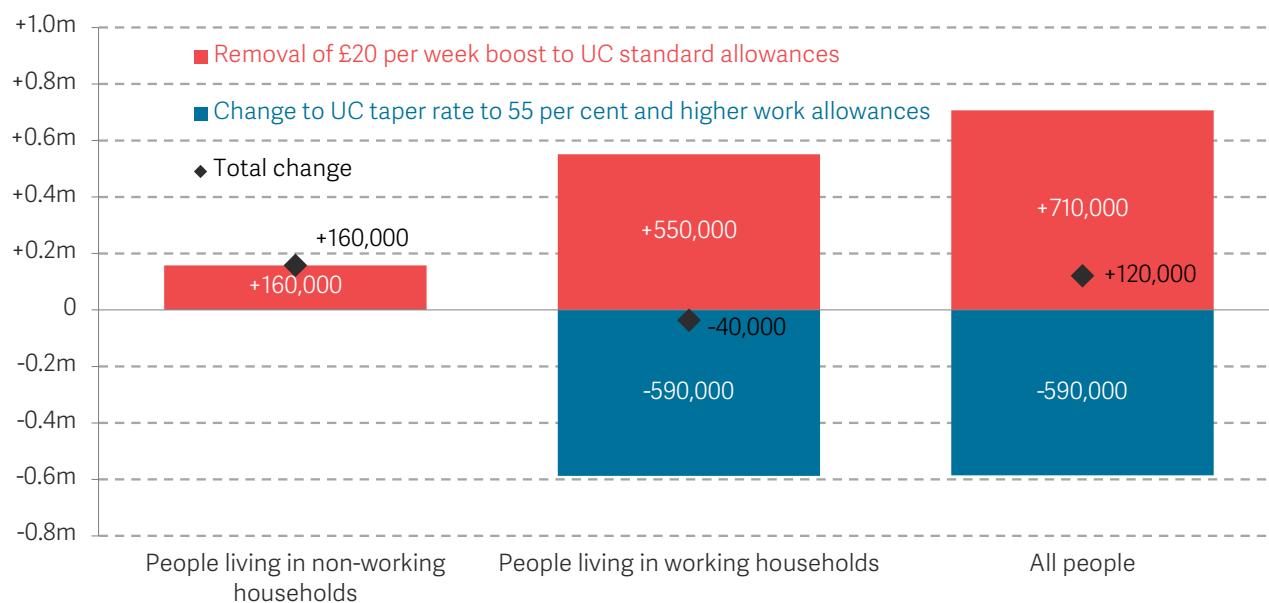 +1.0m
+0.8m
+0.6m
+0.4m
+0.2m
0
-0.2m
-0.4m
-0.6m
-0.8m
Removal of £20 per week boost to UC standard allowances
Change to UC taper rate to 55 per cent and higher work allowances
Total change
+160,000
+160,000
+550,000
-40,000
-590,000
+710,000
+120,000
-590,000
People living in non-working
households
People living in working households
All people